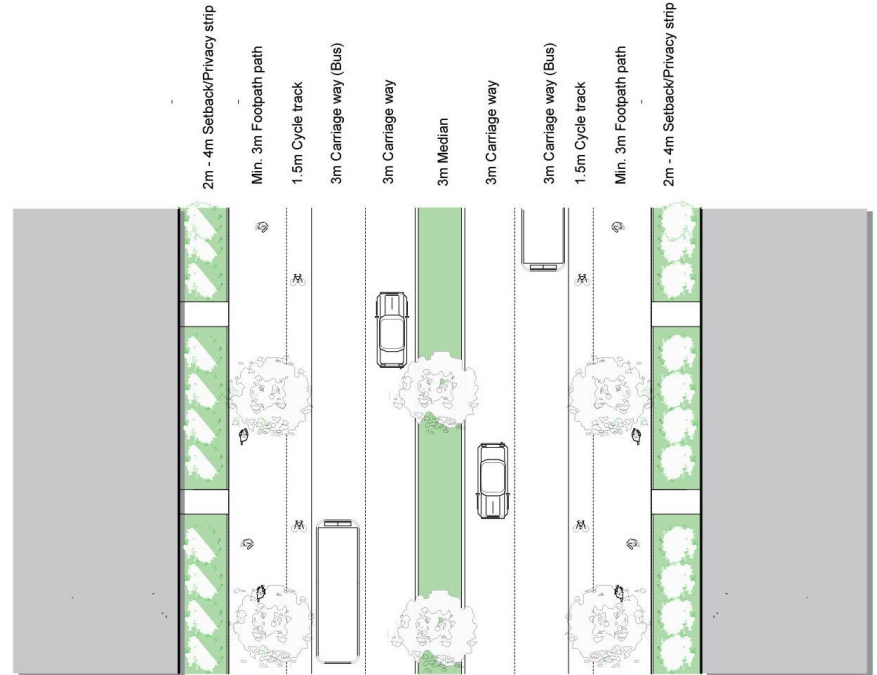 2m - 4m Setback/Privacy strip
Min. 3m Footpath path
1.5m Cycle track
3m Carriage way (Bus)
3m Carriage way
3m Median
3m Carriage way
3m Carriage way (Bus)
1.5m Cycle track
Min. 3m Footpath path
2m - 4m Setback/Privacy strip